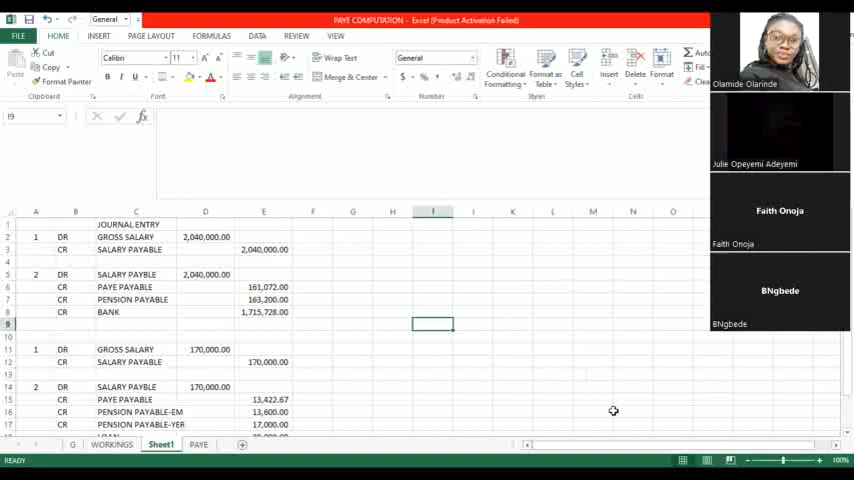 PAYE COMPUTATION - Excel (Product Activation Failed)
General
FILE HOME INSERT PAGE LAYOUT FORMULAS DATA REVIEW VIEW
Cut
Copy
Format Painter
Paste
Clipboard
Calibri 11
B I U
Font
Wrap Text
Merge & Center
Alignment
General
$ % ,
Number
Conditional Formatting
Format as Table
Cell Styles
Styles
Insert Delete Format
Cells
Auto
Fill
Clea
I9
fx
Olamide Olarinde
Julie Opeyemi Adeyemi
Faith Onoja
Faith Onoja
BNgbede
BNgbede
A B C D E F G H I J K L M N O
1 JOURNAL ENTRY
2 1 DR GROSS SALARY 2,040,000.00
3 CR SALARY PAYABLE 2,040,000.00
4
5 2 DR SALARY PAYBLE 2,040,000.00
6 CR PAYE PAYABLE 161,072.00
7 CR PENSION PAYABLE 163,200.00
8 CR BANK 1,715,728.00
9
10
11 1 DR GROSS SALARY 170,000.00
12 CR SALARY PAYABLE 170,000.00
13
14 2 DR SALARY PAYBLE 170,000.00
15 CR PAYE PAYABLE 13,422.67
16 CR PENSION PAYABLE-EM 13,600.00
17 CR PENSION PAYABLE-YER 17,000.00
G WORKINGS Sheet1 PAYE
READY
100%